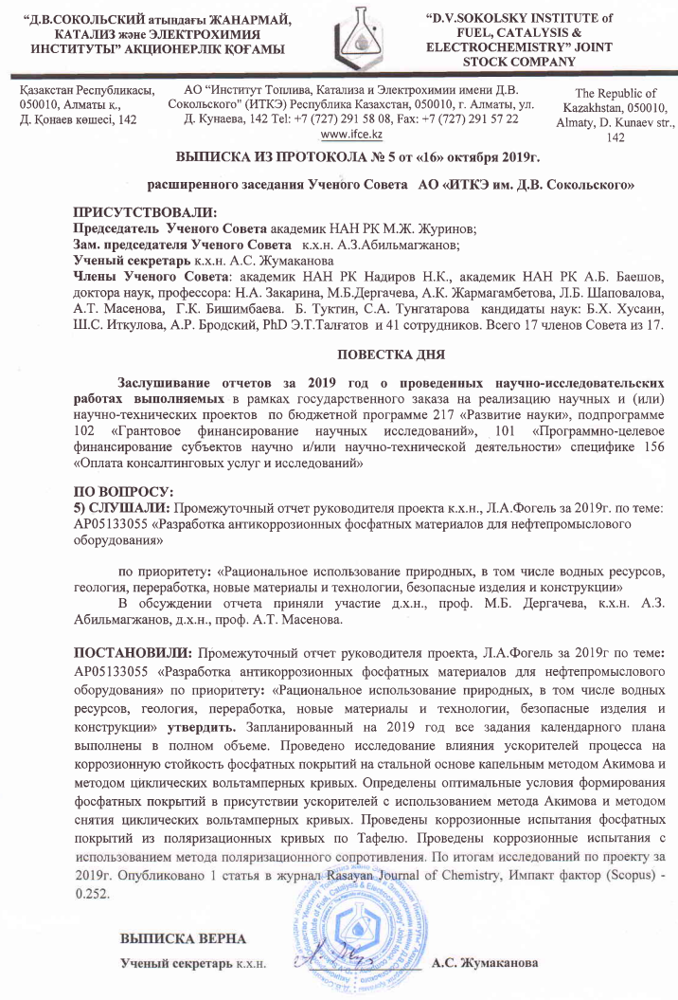 “Д.В.СОКОЛЬСКИЙ атындағы ЖАНАРМАЙ,
КАТАЛИЗ және ЭЛЕКТРОХИМИЯ
ИНСТИТУТЫ” АКЦИОНЕРЛІК ҚОҒАМЫ
“D.V.SOKOLSKY INSTITUTE of
FUEL, CATALYSIS &
ELECTROCHEMISTRY” JOINT
STOCK COMPANY
Қазақстан Республикасы,
050010, Алматы к.,
Д. Қонаев көшесі, 142
АО “Институт Топлива, Катализа и Электрохимии имени Д.В.
Сокольского" (ИТКЭ) Республика Казахстан, 050010, г. Алматы, ул.
Д. Кунаева, 142 Tel: +7 (727) 291 58 08, Fax: +7 (727) 291 57 22
www.ifce.kz
The Republic of
Kazakhstan, 050010,
Almaty, D. Kunaev str.,
142
ВЫПИСКА ИЗ ПРОТОКОЛА № 5 от «16» октября 2019г.
расширенного заседания Ученого Совета АО «ИТКЭ им. Д.В. Сокольского»
ПРИСУТСТВОВАЛИ:
Председатель Ученого Совета академик НАН РК М.Ж. Журинов;
Зам. председателя Ученого Совета к.х.н. А.З.Абильмагжанов;
Ученый секретарь к.х.н. А.С. Жумаканова
Члены Ученого Совета: академик НАН РК Надиров Н.К., академик НАН РК А.Б. Баешов,
доктора наук, профессора: Н.А. Закарина, М.Б.Дергачева, А.К. Жармагамбетова, Л.Б. Шаповалова,
А.Т. Масенова, Г.К. Бишимбаева. Б. Туктин, С.А. Тунгатарова кандидаты наук: Б.Х. Хусаин,
Ш.С. Иткулова, А.Р. Бродский, PhD Э.Т.Талғатов и 41 сотрудников. Всего 17 членов Совета из 17.
ПОВЕСТКА ДНЯ
Заслушивание отчетов за 2019 год о проведенных научно-исследовательских
работах выполняемых в рамках государственного заказа на реализацию научных и (или)
научно-технических проектов по бюджетной программе 217 «Развитие науки», подпрограмме
102 «Грантовое финансирование научных исследований», 101 «Программно-целевое
финансирование субъектов научно и/или научно-технической деятельности» специфике 156
«Оплата консалтинговых услуг и исследований»
ПО ВОПРОСУ:
5) СЛУШАЛИ: Промежуточный отчет руководителя проекта к.х.н., Л.А.Фогель за 2019г. по теме:
АР05133055 «Разработка антикоррозионных фосфатных материалов для нефтепромыслового
оборудования»
по приоритету: «Рациональное использование природных, в том числе водных ресурсов,
геология, переработка, новые материалы и технологии, безопасные изделия и конструкции»
В обсуждении отчета приняли участие д.х.н., проф. М.Б. Дергачева, к.х.н. А.З.
Абильмагжанов, д.х.н., проф. А.Т. Масенова.
ПОСТАНОВИЛИ: Промежуточный отчет руководителя проекта, Л.А.Фогель за 2019г по теме:
АР05133055 «Разработка антикоррозионных фосфатных материалов для нефтепромыслового
оборудования» по приоритету: «Рациональное использование природных, в том числе водных
ресурсов, геология, переработка, новые материалы и технологии, безопасные изделия и
конструкции» утвердить. Запланированный на 2019 год все задания календарного плана
выполнены в полном объеме. Проведено исследование влияния ускорителей процесса на
коррозионную стойкость фосфатных покрытий на стальной основе капельным методом Акимова и
методом циклических вольтамперных кривых. Определены оптимальные условия формирования
фосфатных покрытий в присутствии ускорителей с использованием метода Акимова и методом
снятия циклических вольтамперных кривых. Проведены коррозионные испытания фосфатных
покрытий из поляризационных кривых по Тафелю. Проведены коррозионные испытания с
использованием метода поляризационного сопротивления. По итогам исследований по проекту за
2019г. Опубликовано 1 статья в журнал Rasayan Journal of Chemistry, Импакт фактор (Scopus) -
0.252.
ВЫПИСКА ВЕРНА
Ученый секретарь к.х.н. А.С. Жумаканова